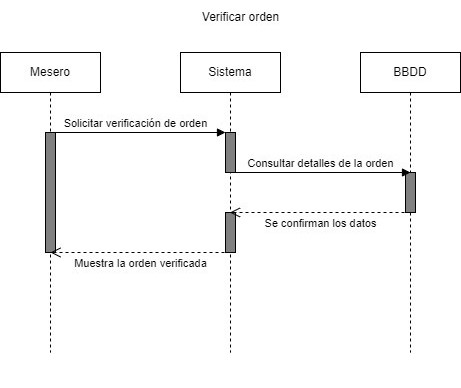 Verificar orden
Mesero
Sistema
BBDD
Solicitar verificación de orden
Consultar detalles de la orden
Se confirman los datos
Muestra la orden verificada